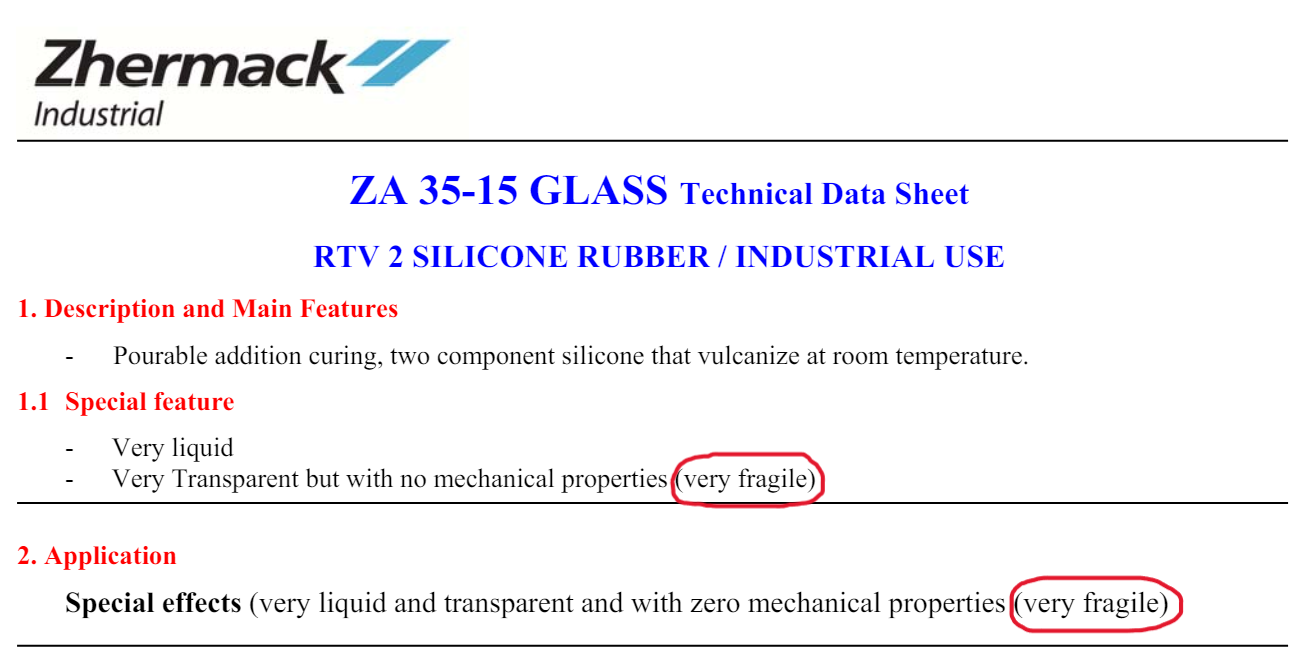 Zhermack
Industrial
ZA 35-15 GLASS Technical Data Sheet
RTV 2 SILICONE RUBBER / INDUSTRIAL USE
1. Description and Main Features
- Pourable addition curing, two component silicone that vulcanize at room temperature.
1.1 Special feature
- Very liquid
- Very Transparent but with no mechanical properties (very fragile)
2. Application
Special effects (very liquid and transparent and with zero mechanical properties (very fragile)